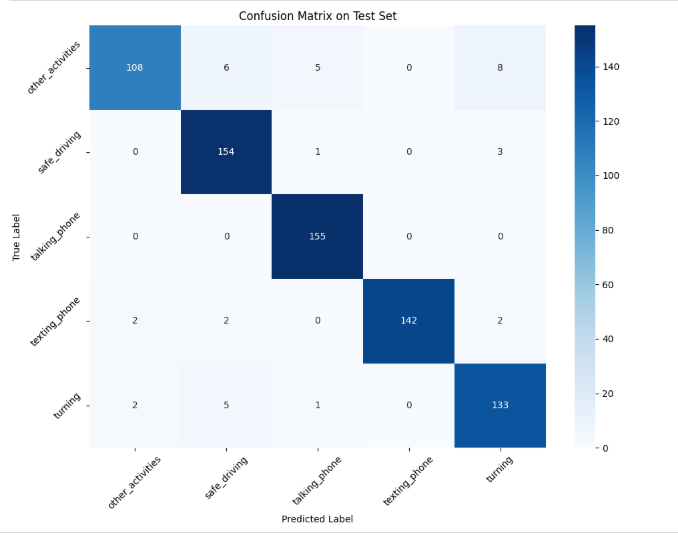 Confusion Matrix on Test Set
True Label
other_activities 108 6 5 0 8
safe_driving 0 154 1 0 3
talking_phone 0 0 155 0 0
texting_phone 2 2 0 142 2
turning 2 5 1 0 133
other_activities safe_driving talking_phone texting_phone turning
Predicted Label
140
120
100
80
60
40
20
0